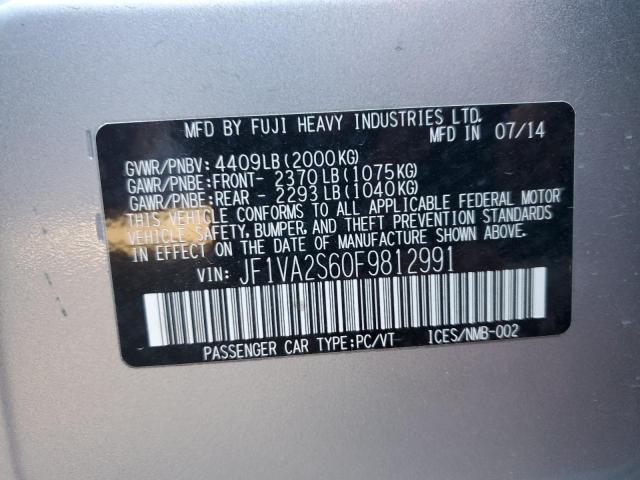 MFD BY FUJI HEAVY INDUSTRIES LTD.
IN 07/14
GVWR/PNBV: 4409LB(2000KG)
GAWR/PNBE:FRONT- 2370LB(1075KG)
GAWR/PNBE:REAR - 2293LB(1040KG)
THIS VEHICLE CONFORMS TO ALL APPLICABLE FEDERAL MOTOR
VEHICLE SAFETY, BUMPER, AND THEFT PREVENTION STANDARDS
IN EFFECT ON THE DATE OF MANUFACTURE SHOWN ABOVE.
VIN: JF1VA2S60F9812991
PASSENGER CAR TYPE:PC/VT ICES/NMB-002